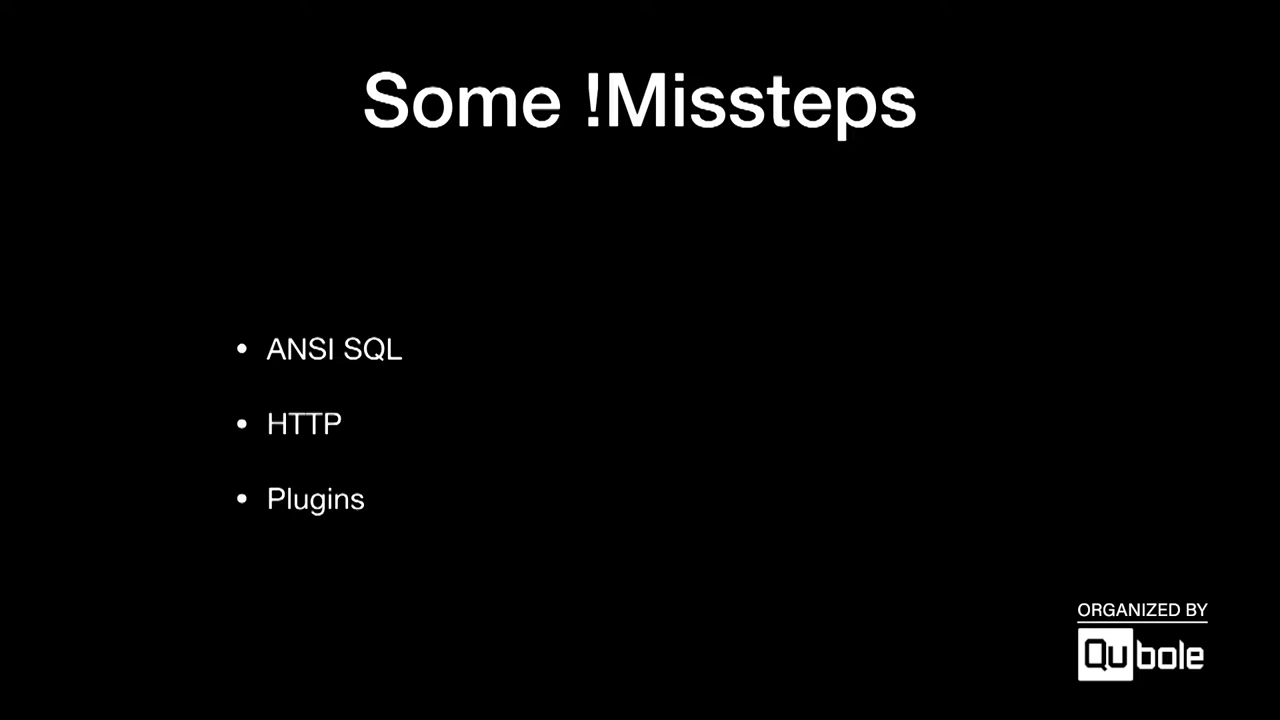 Some !Missteps
• ANSI SQL
• HTTP
• Plugins
ORGANIZED BY
Qubole